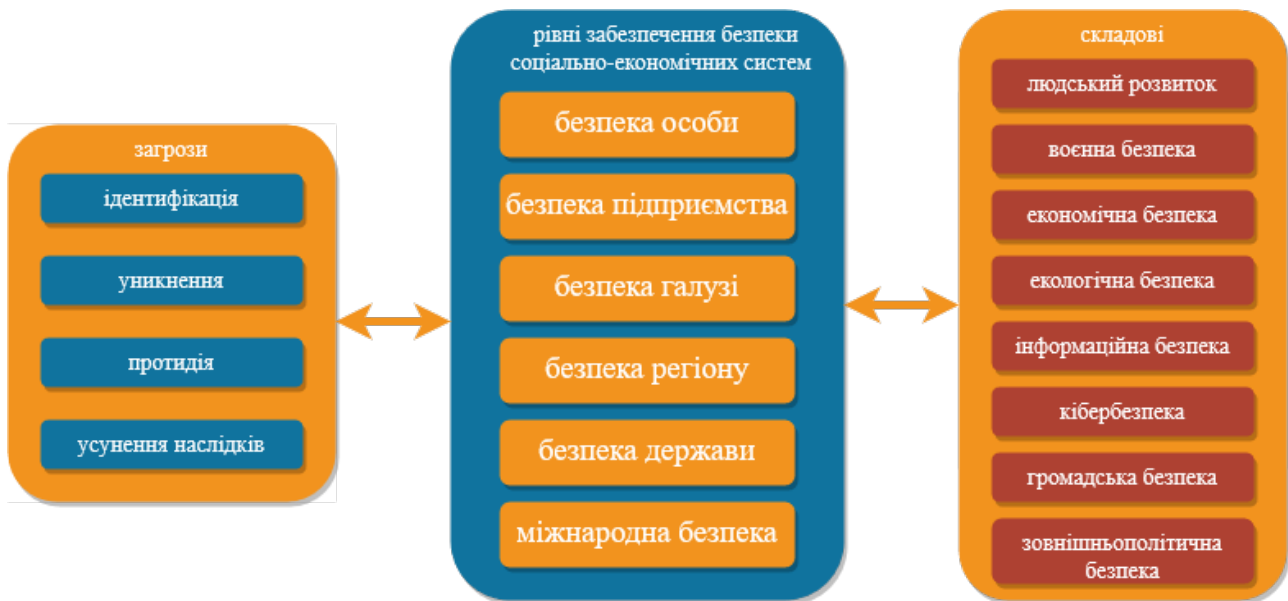 загрози
ідентифікація
уникнення
протидія
усунення наслідків
рівні забезпечення безпеки
соціально-економічних систем
безпека особи
безпека підприємства
безпека галузі
безпека регіону
безпека держави
міжнародна безпека
складові
людський розвиток
воєнна безпека
економічна безпека
екологічна безпека
інформаційна безпека
кібербезпека
громадська безпека
зовнішньополітична
безпека